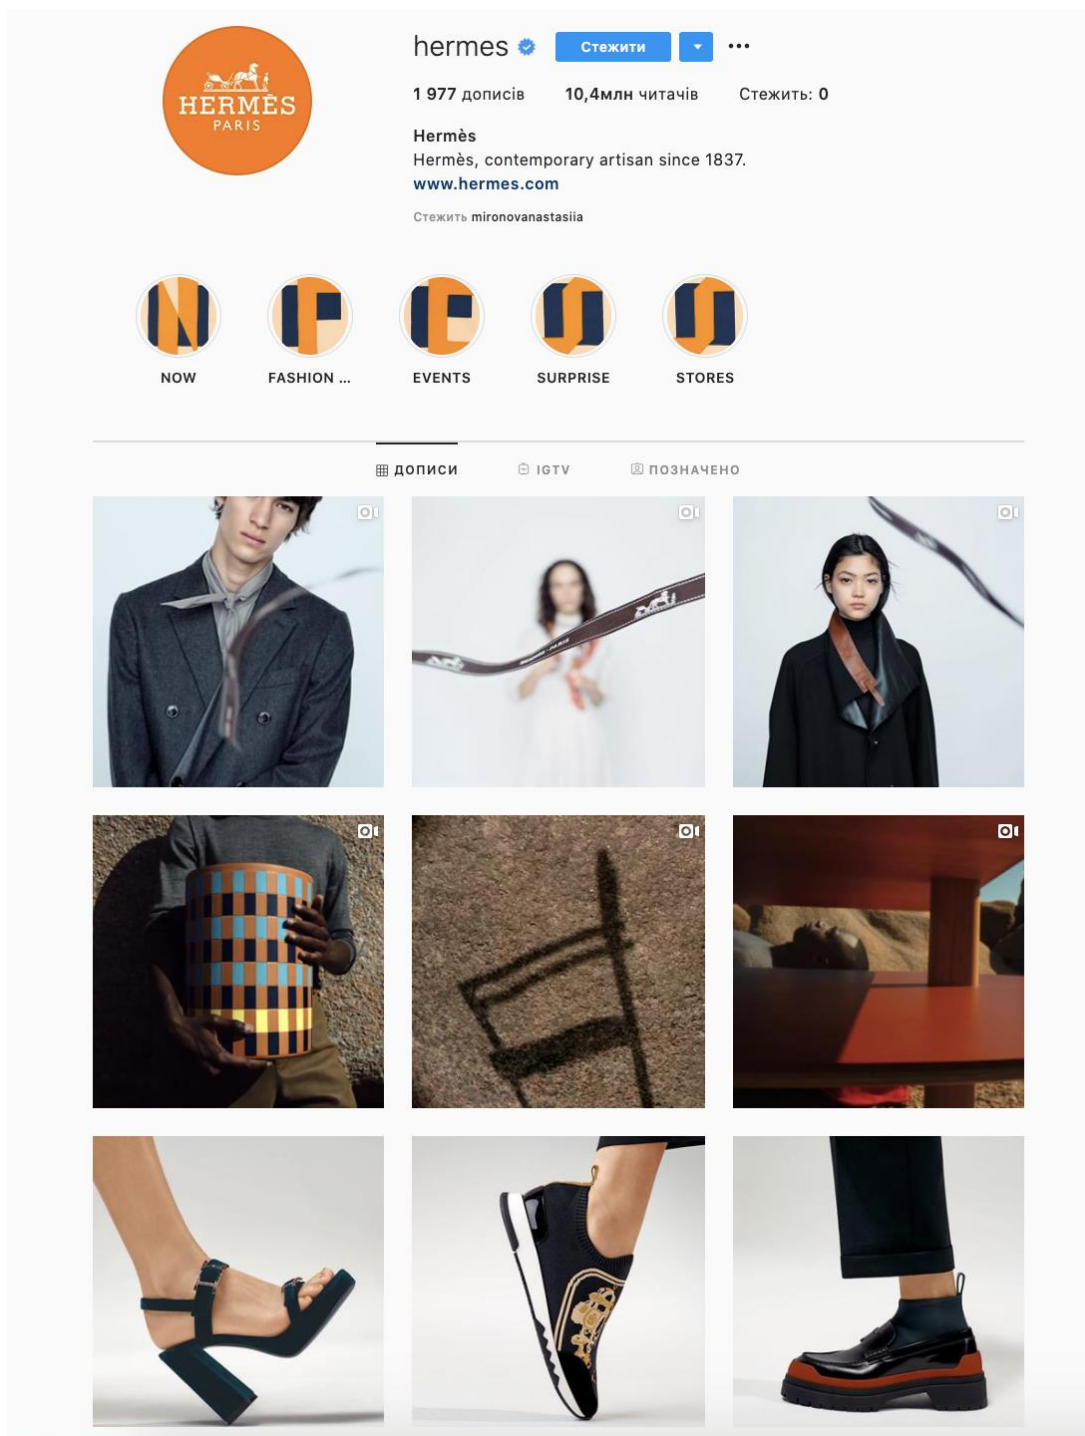 hermes
Стежити
HERMÈS
PARIS
1 977 дописів 10,4млн читачів Стежить: 0
Hermès
Hermès, contemporary artisan since 1837.
www.hermes.com
Стежить mironovanastasiia
NOW FASHION ... EVENTS SURPRISE STORES
ДОПИСИ IGTV ПОЗНАЧЕНО